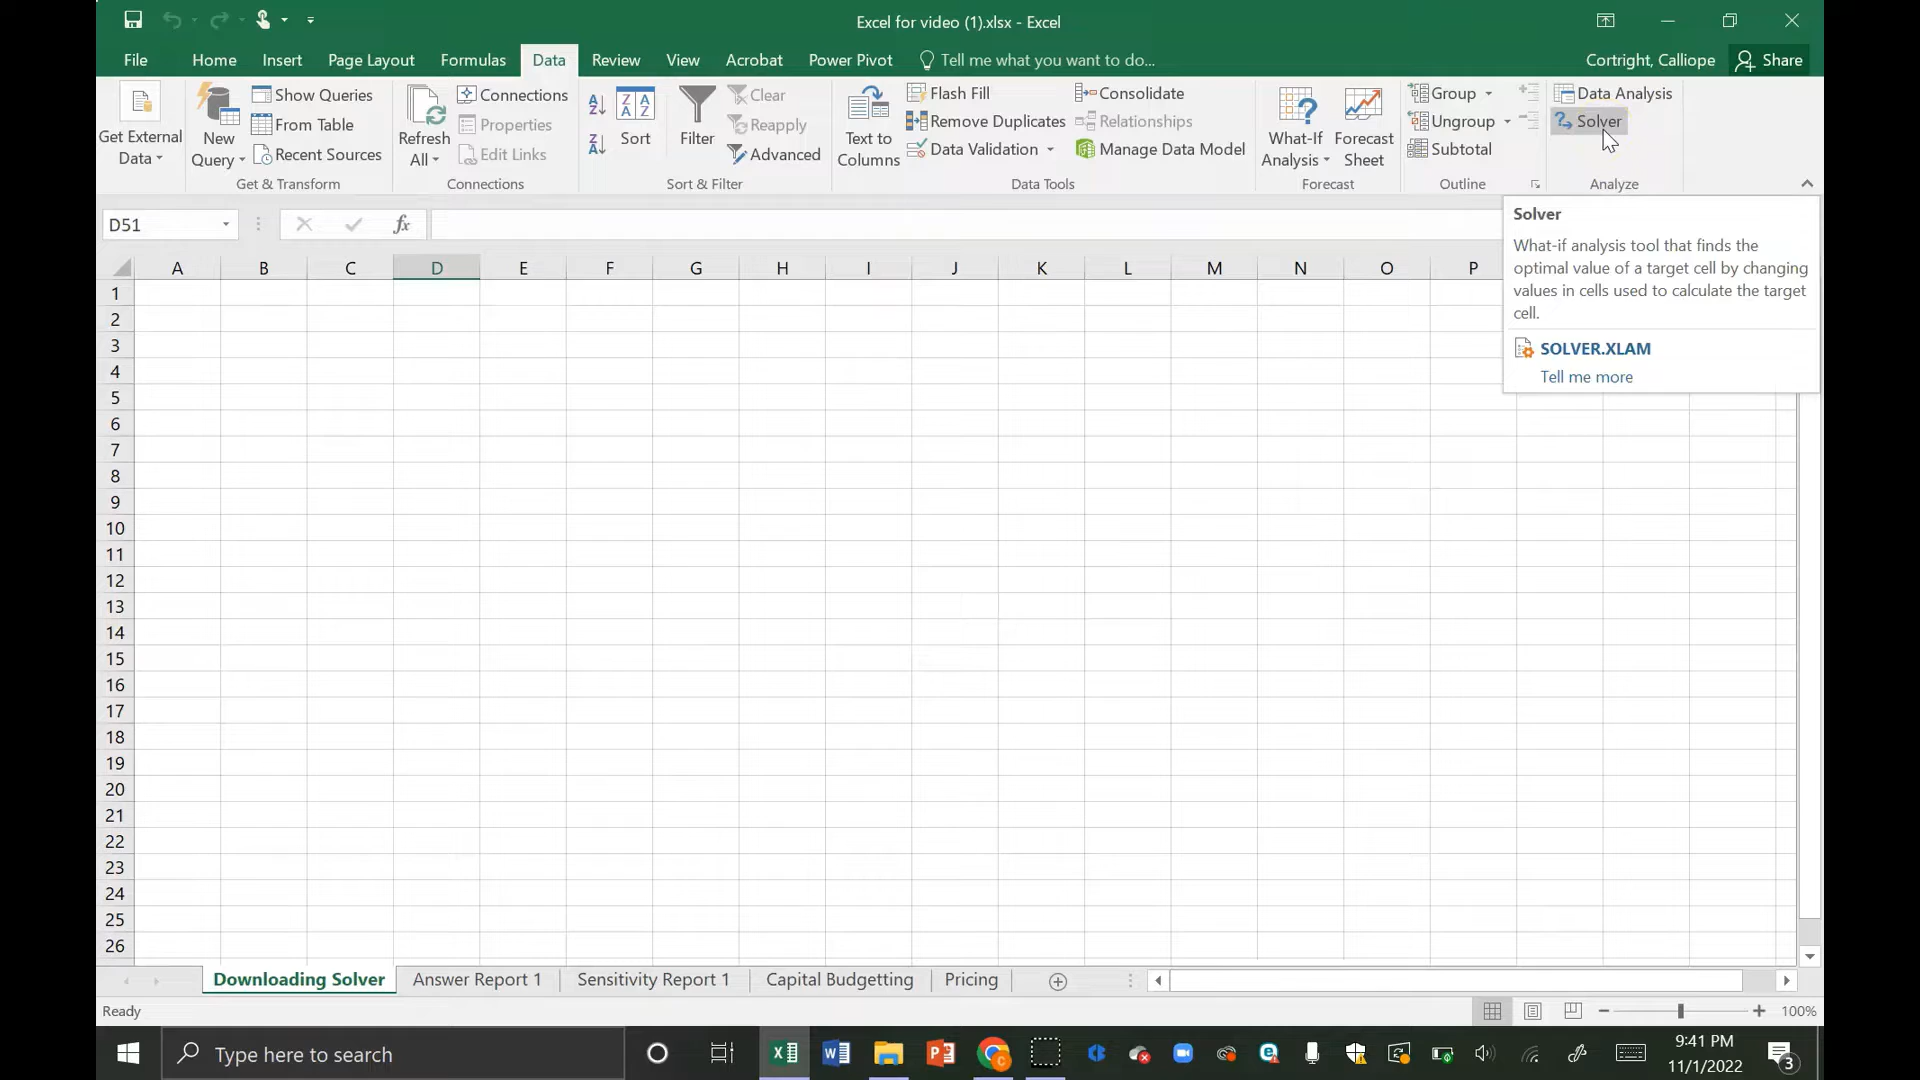 Excel for video (1).xlsx - Excel
File Home Insert Page Layout Formulas Data Review View Acrobat Power Pivot Tell me what you want to do... Cortright, Calliope Share
Get External Data
New Query
Show Queries
From Table
Recent Sources
Get & Transform
Refresh All
Connections
Properties
Edit Links
Connections
Sort
Filter
Clear
Reapply
Advanced
Sort & Filter
Text to Columns
Flash Fill
Remove Duplicates
Data Validation
Consolidate
Relationships
Manage Data Model
Data Tools
What-If Analysis
Forecast Sheet
Forecast
Group
Ungroup
Subtotal
Outline
Data Analysis
Solver
Analyze
D51
fx
Solver
What-if analysis tool that finds the
optimal value of a target cell by changing
values in cells used to calculate the target
cell.
SOLVER.XLAM
Tell me more
A B C D E F G H I J K L M N O P
1
2
3
4
5
6
7
8
9
10
11
12
13
14
15
16
17
18
19
20
21
22
23
24
25
26
Downloading Solver Answer Report 1 Sensitivity Report 1 Capital Budgetting Pricing
Ready
100%
Type here to search
9:41 PM
11/1/2022
3